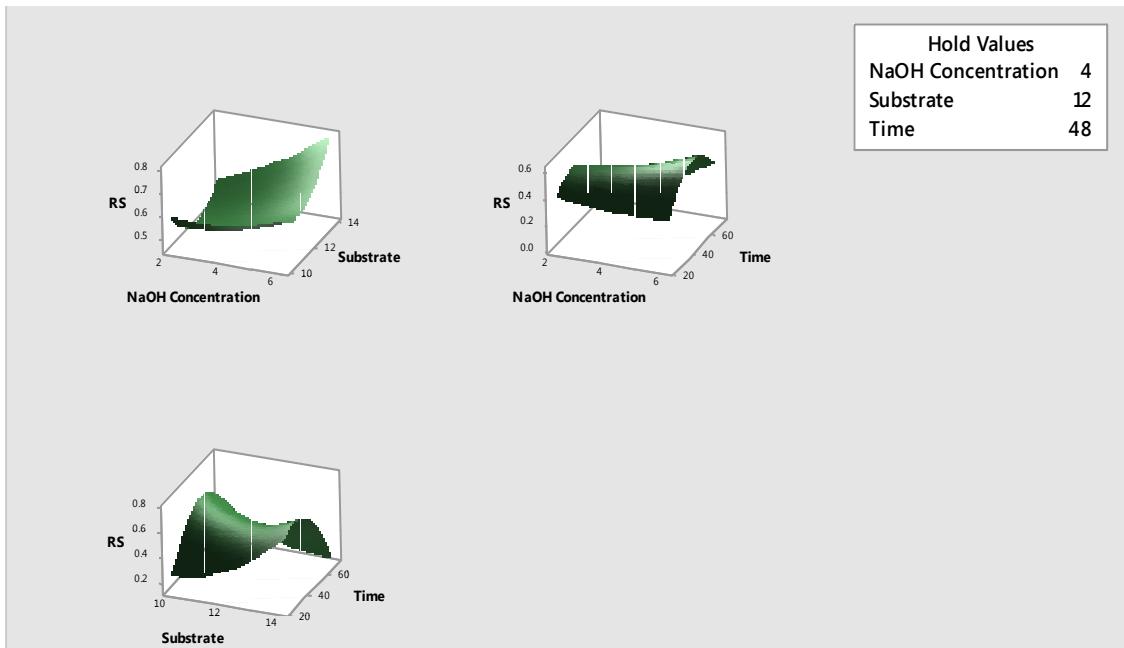 Hold Values
NaOH Concentration 4
Substrate 12
Time 48
0.8
0.7
RS
0.6
0.5
2
4
6
10
12
14
Substrate
NaOH Concentration
0.6
0.4
RS
0.2
0.0
2
4
6
20
40
60
Time
NaOH Concentration
0.8
0.6
RS
0.4
0.2
10
12
14
20
40
60
Time
Substrate